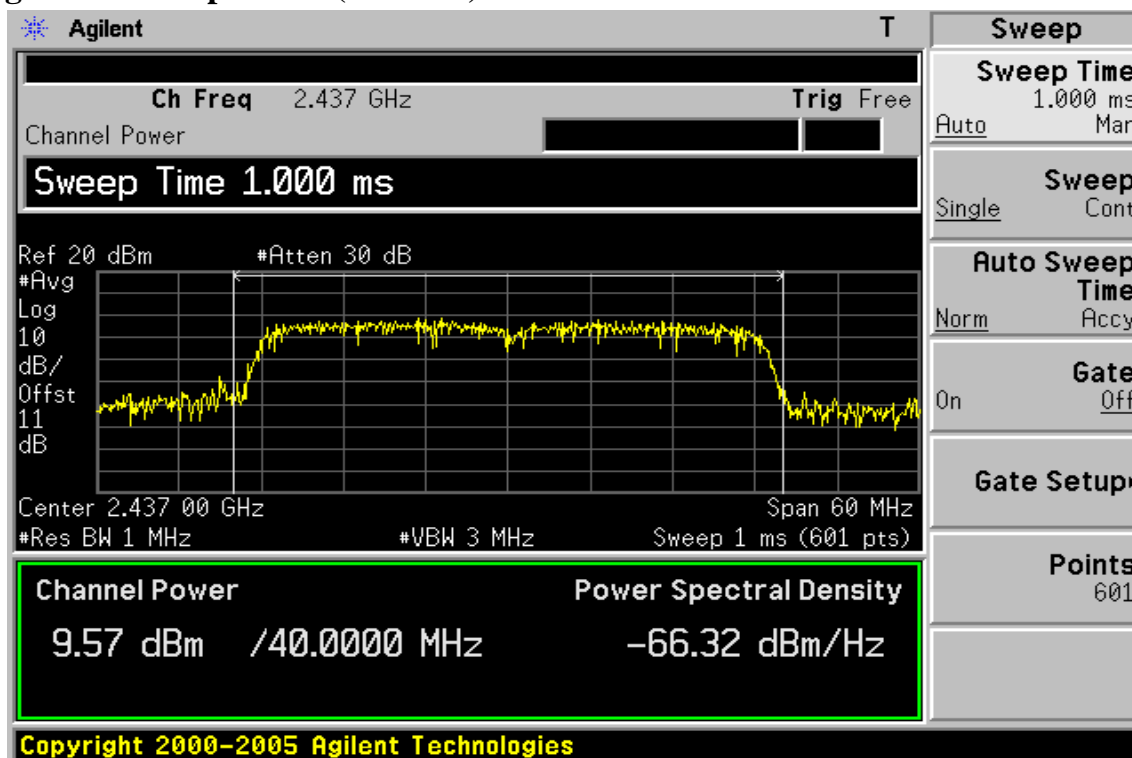 Agilent T
Ch Freq 2.437 GHz Trig Free
Channel Power
Sweep Time 1.000 ms
Ref 20 dBm #Atten 30 dB
#Avg
Log
10
dB/
Offst
11
dB
Center 2.437 00 GHz Span 60 MHz
#Res BW 1 MHz #VBW 3 MHz Sweep 1 ms (601 pts)
Channel Power Power Spectral Density
9.57 dBm /40.0000 MHz -66.32 dBm/Hz
Copyright 2000-2005 Agilent Technologies
Sweep
Sweep Time
1.000 ms
Auto Man
Sweep
Single Cont
Auto Sweep
Time
Norm Accy
Gate
On Off
Gate Setup
Points
601